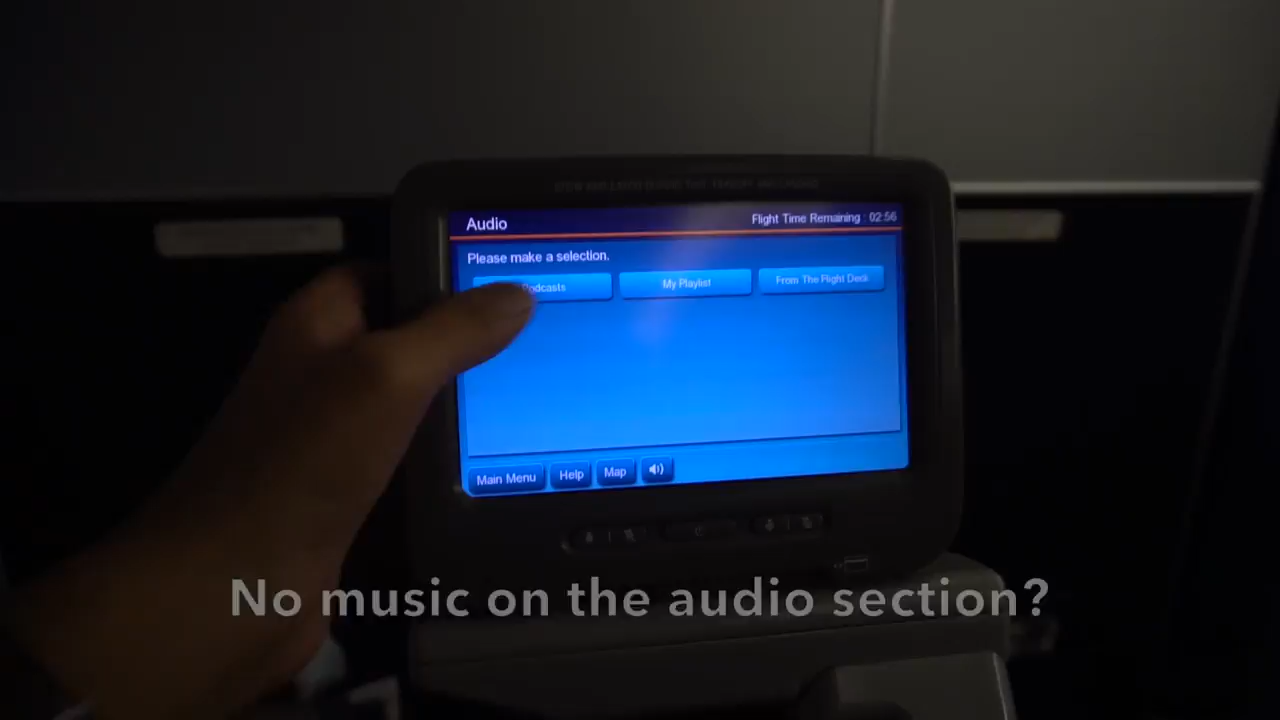 Audio
Flight Time Remaining : 02:56
Please make a selection.
Podcasts
My Playlist
From The Flight Deck
Main Menu
Help
Map
No music on the audio section?